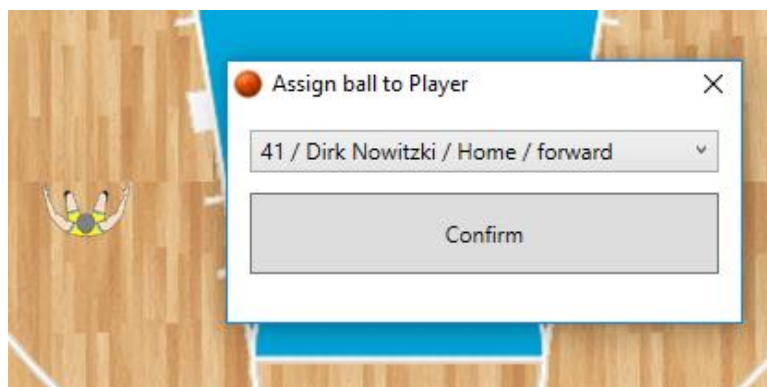 Assign ball to Player
41 / Dirk Nowitzki / Home / forward
Confirm